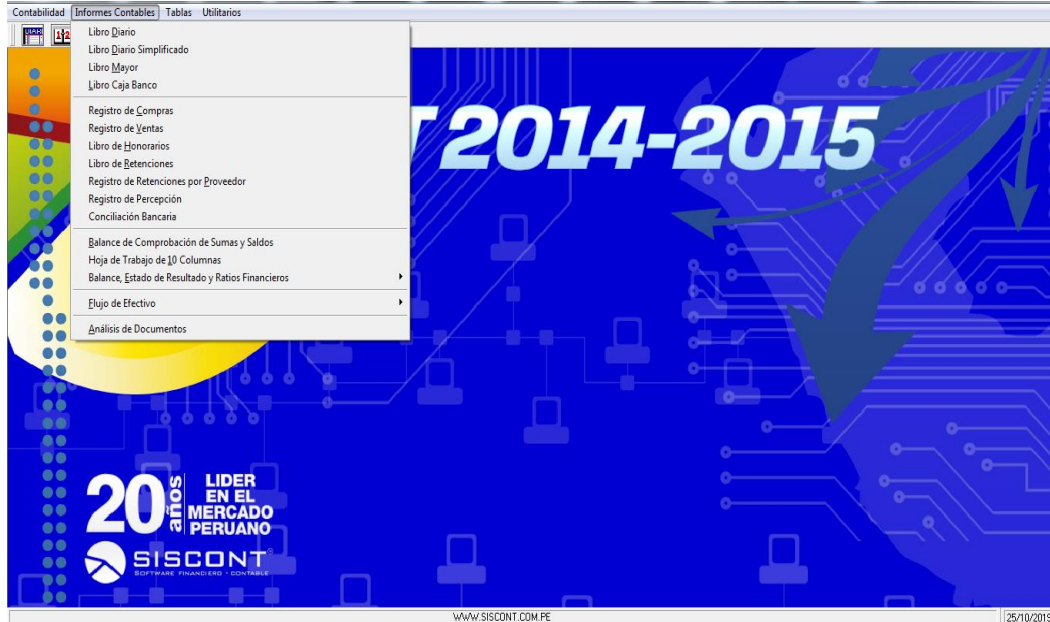 Contabilidad Informes Contables Tablas Utilitarios
DIARI
Libro Diario
Libro Diario Simplificado
Libro Mayor
Libro Caja Banco
Registro de Compras
Registro de Ventas
Libro de Honorarios
Libro de Retenciones
Registro de Retenciones por Proveedor
Registro de Percepción
Conciliación Bancaria
Balance de Comprobación de Sumas y Saldos
Hoja de Trabajo de 10 Columnas
Balance, Estado de Resultado y Ratios Financieros
Flujo de Efectivo
Análisis de Documentos
T 2014-2015
20 años
LIDER
EN EL
MERCADO
PERUANO
SISCONT®
SOFTWARE FINANCIERO - CONTABLE
WWW.SISCONT.COM.PE
25/10/2019